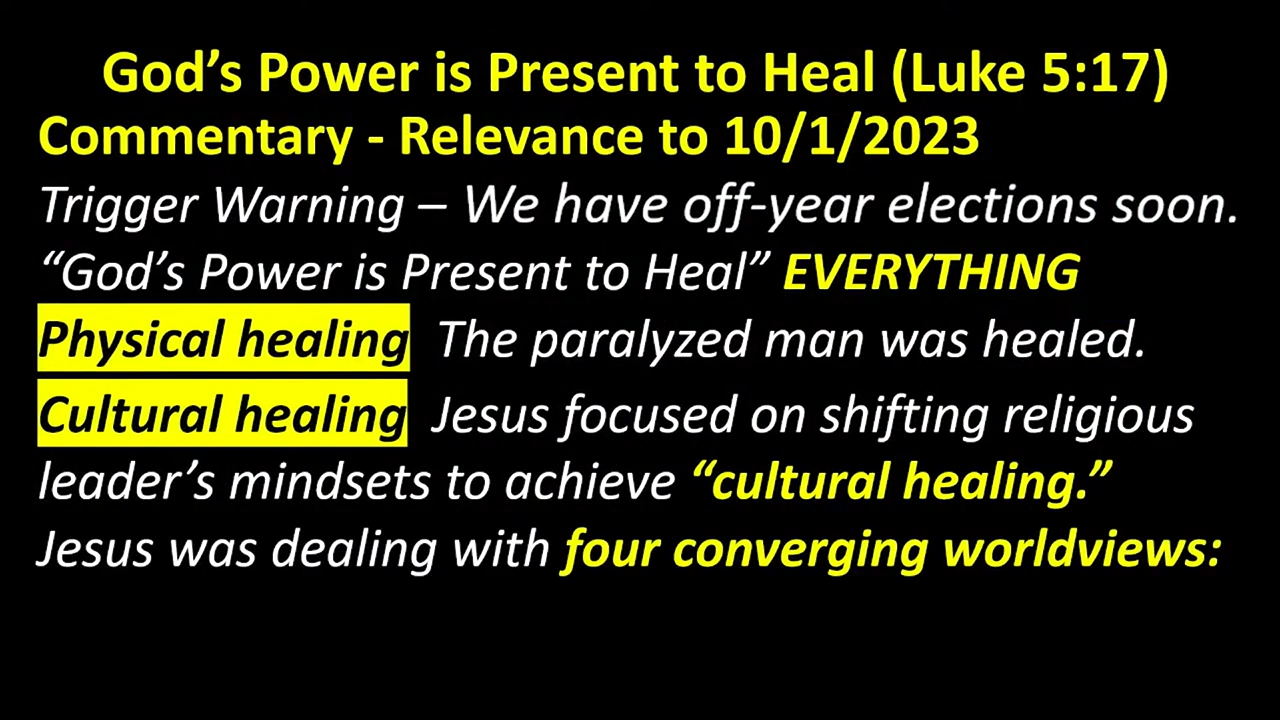 God’s Power is Present to Heal (Luke 5:17)
Commentary - Relevance to 10/1/2023
Trigger Warning – We have off-year elections soon.
“God’s Power is Present to Heal” EVERYTHING
Physical healing The paralyzed man was healed.
Cultural healing Jesus focused on shifting religious
leader’s mindsets to achieve “cultural healing.”
Jesus was dealing with four converging worldviews: